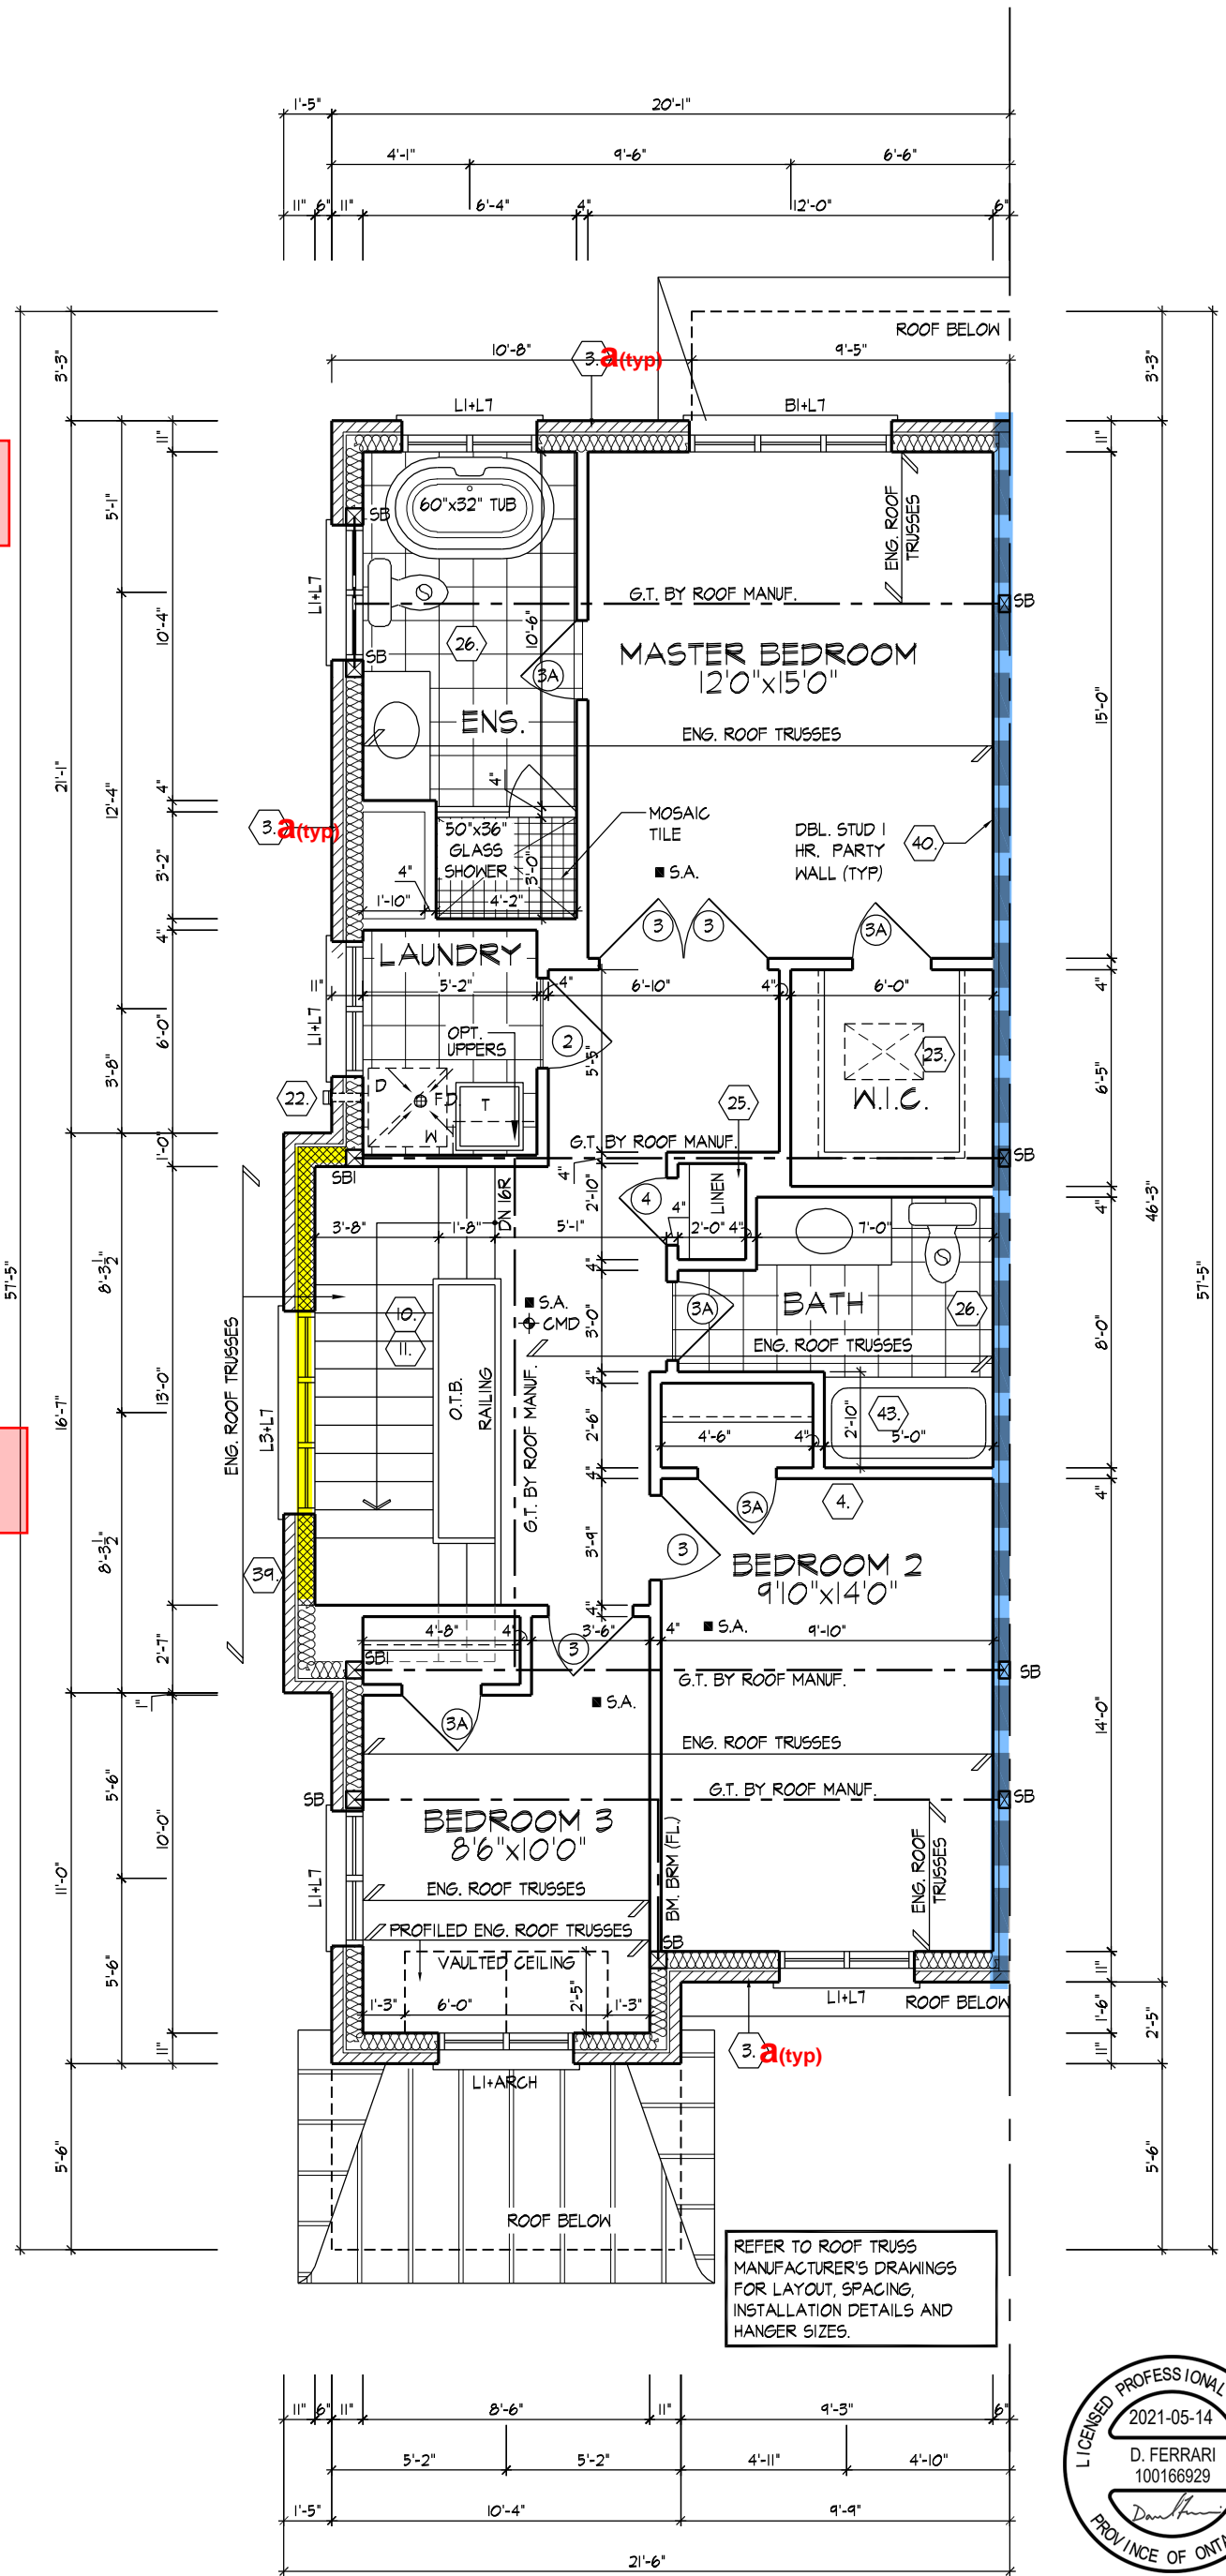 1'-5" 20'-1"
4'-1" 9'-6" 6'-6"
11" 6" 11" 6'-4" 4" 12'-0" 6"
ROOF BELOW
10'-8" 3. a(typ) 9'-5"
3'-3" 3'-3"
L1+L7 B1+L7
11" 11"
5'-1"
60"x32" TUB
SB
ENG. ROOF
TRUSSES
L1+L7
G.T. BY ROOF MANUF.
SB
10'-4" 10'-6"
26.
SB
3A
MASTER BEDROOM
12'0"x15'0"
ENS.
ENG. ROOF TRUSSES
15'-0"
21'-1" 12'-4" 4" 4"
3. a(typ)
50"x36"
GLASS
SHOWER
3'-0"
MOSAIC
TILE
DBL. STUD 1
HR. PARTY
WALL (TYP)
40.
3'-2"
S.A.
4"
1'-10" 4'-2"
3 3 3A
4"
LAUNDRY
11" 5'-2" 4" 6'-10" 4" 6'-0" 4"
L1+L7
6'-0"
3'-8"
OPT.
UPPERS
2
5'-5"
23.
6'-5"
W.I.C.
22.
D F.D. T
W
25.
1'-0"
G.T. BY ROOF MANUF.
SB
SB1
4"
DN 16R
2'-10"
4
LINEN
4"
4"
46'-3"
3'-8" 1'-8" 5'-1" 2'-0" 4" 7'-0"
57'-5" 57'-5"
8'-3 1/2"
4"
S.A.
CMD
10.
11.
3A
BATH
26.
3'-0"
ENG. ROOF TRUSSES
8'-0"
ENG. ROOF TRUSSES
L3+L7
O.T.B.
RAILING
G.T. BY ROOF MANUF.
16'-7" 13'-0"
4"
2'-6"
4'-6" 4" 2'-10" 43. 5'-0"
4" 4"
3A
4.
8'-3 1/2"
3'-9"
3
39.
BEDROOM 2
9'10"x14'0"
4"
4'-8" 4" 3'-6" 4" 9'-10"
S.A.
3
2'-7"
SB1 SB
G.T. BY ROOF MANUF.
1"
S.A.
3A
14'-0"
ENG. ROOF TRUSSES
G.T. BY ROOF MANUF.
SB SB
5'-6"
BEDROOM 3
8'6"x10'0"
10'-0"
BM. BRM (FL.)
ENG. ROOF
TRUSSES
11'-0"
L1+L7
ENG. ROOF TRUSSES
PROFILED ENG. ROOF TRUSSES
SB
VAULTED CEILING
5'-6"
11"
L1+L7
ROOF BELOW
1'-3" 6'-0" 1'-3" 2'-5"
1'-6" 2'-5"
11" 11"
3. a(typ)
L1+ARCH
5'-6" 5'-6"
ROOF BELOW
REFER TO ROOF TRUSS
MANUFACTURER'S DRAWINGS
FOR LAYOUT, SPACING,
INSTALLATION DETAILS AND
HANGER SIZES.
11" 6" 11" 8'-6" 11" 9'-3" 6"
5'-2" 5'-2" 4'-11" 4'-10"
1'-5" 10'-4" 9'-9"
21'-6"
LICENSED PROFESSIONAL
2021-05-14
D. FERRARI
100166929
PROVINCE OF ONTA